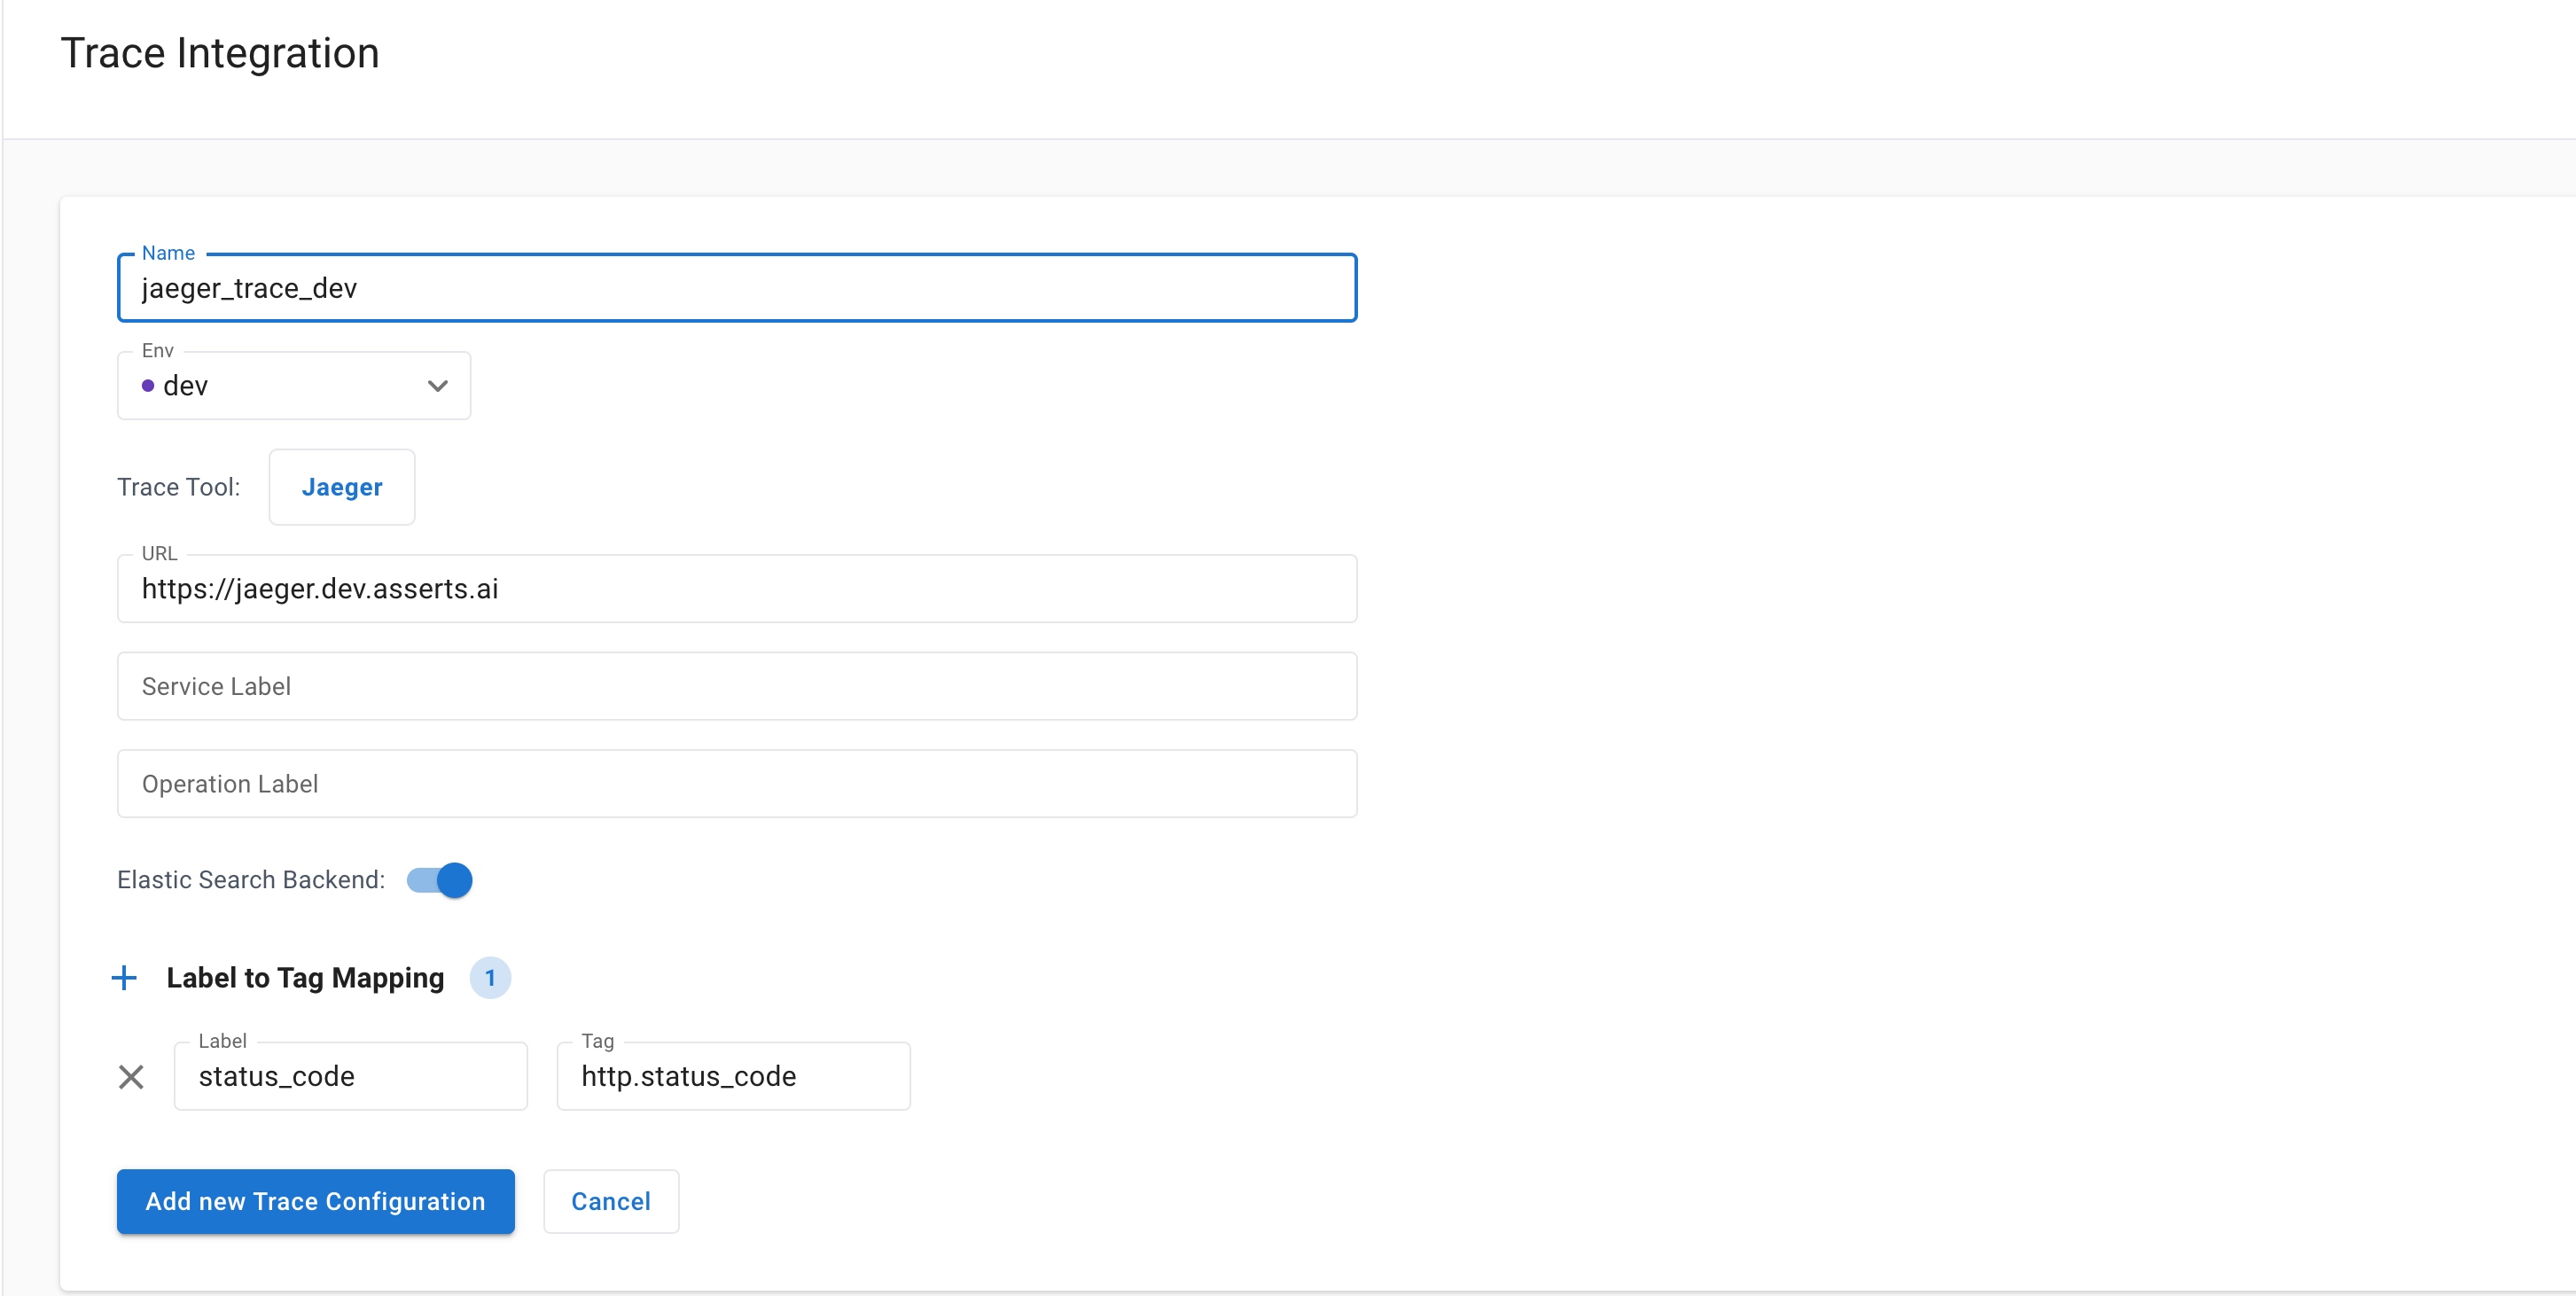 Trace Integration
Name
jaeger_trace_dev
Env
dev
Trace Tool: Jaeger
URL
https://jaeger.dev.asserts.ai
Service Label
Operation Label
Elastic Search Backend:
Label to Tag Mapping 1
Label Tag
status_code http.status_code
Add new Trace Configuration Cancel